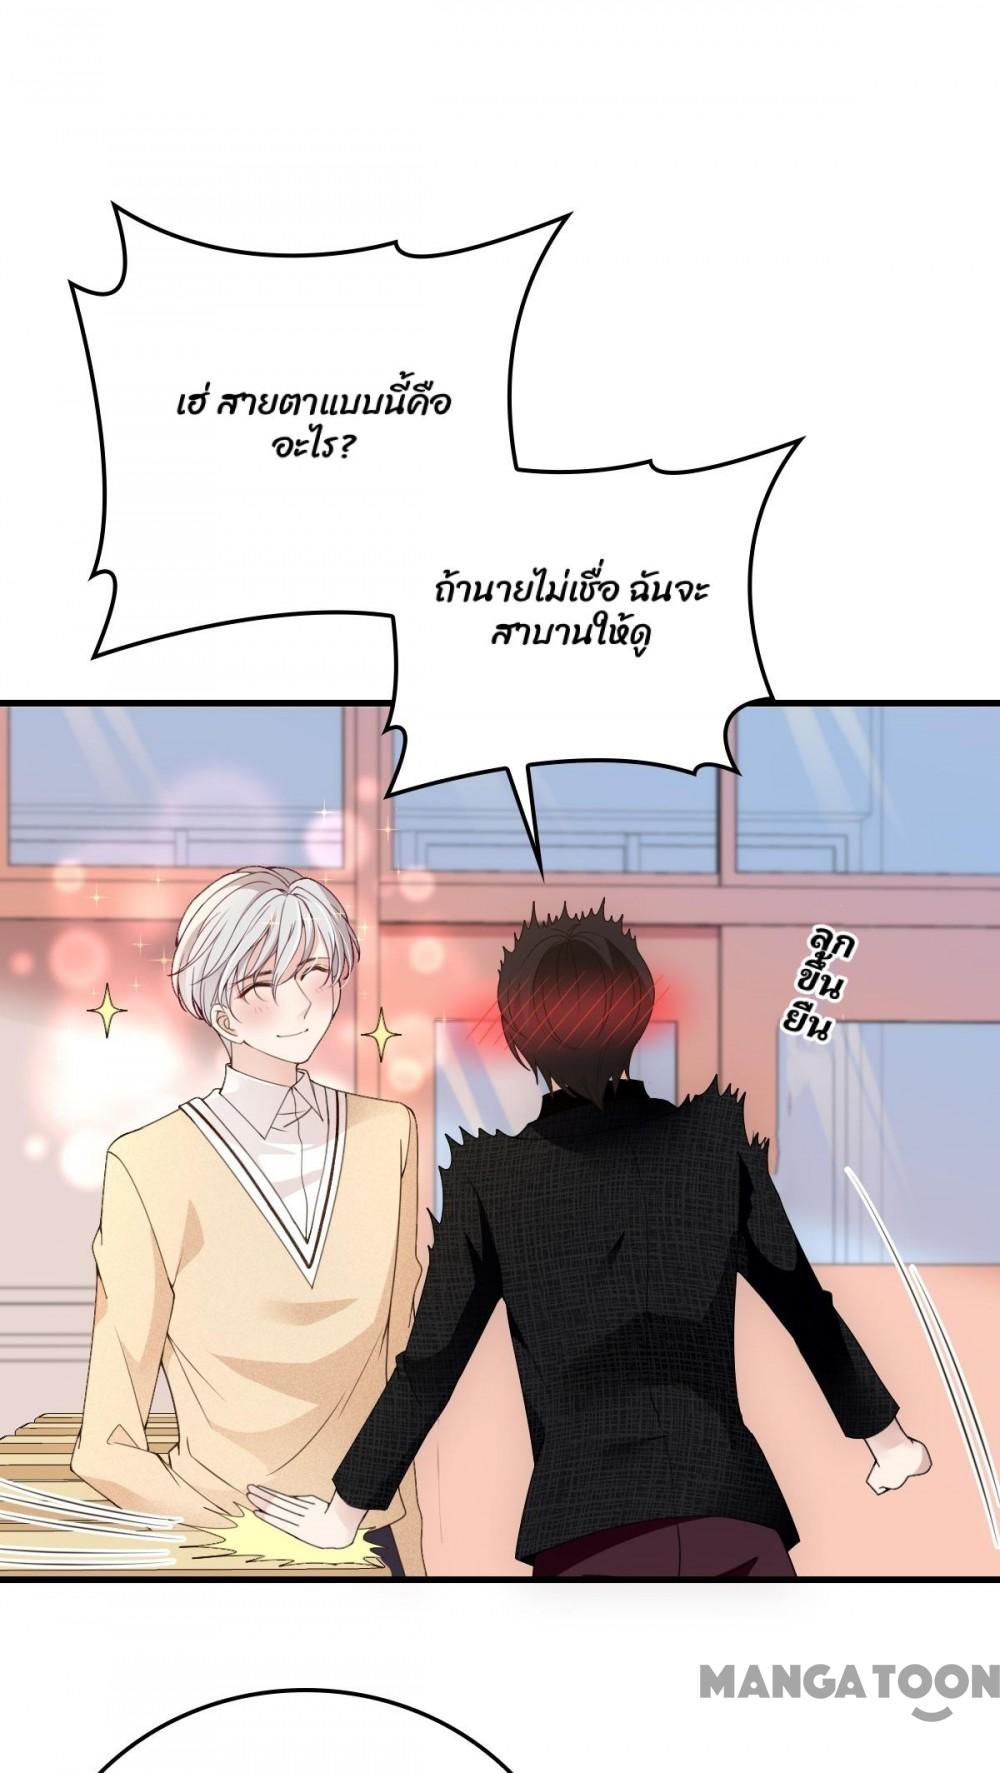 เฮ่ สายตาแบบนี้คือ
อะไร?
ถ้านายไม่เชื่อ ฉันจะ
สาบานให้ดู
ลุก
ขึ้น
ยืน
MANGATOON